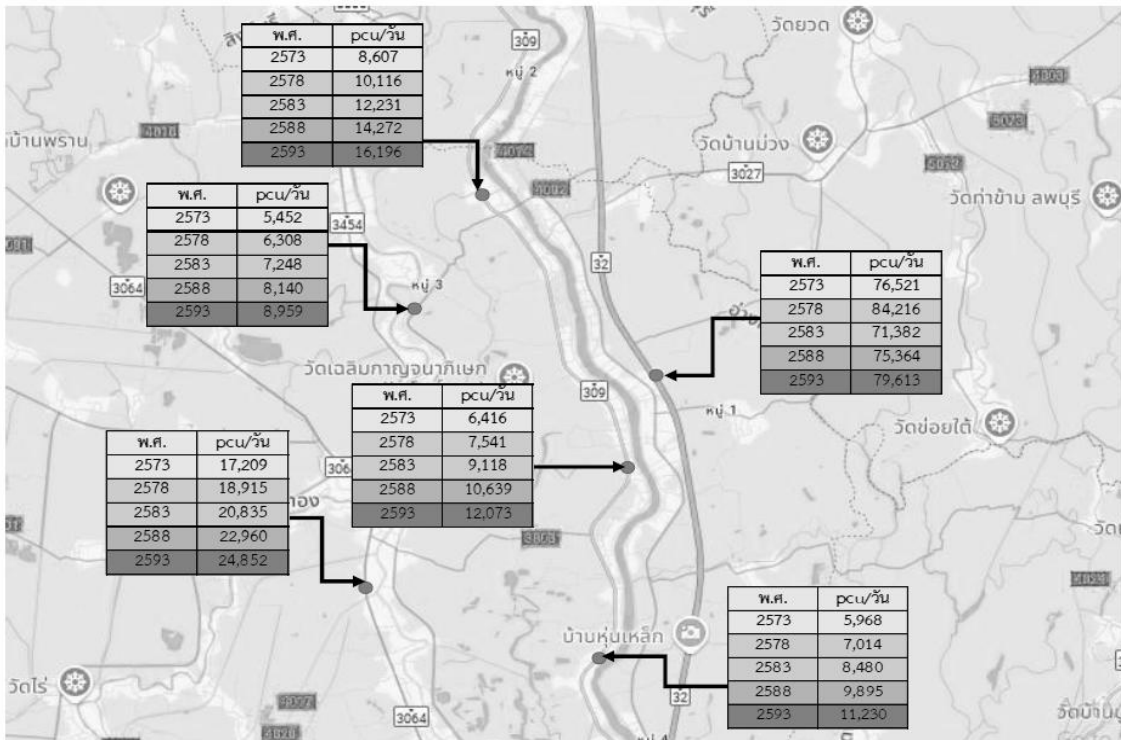 พ.ศ. pcu/วัน
2573 8,607
2578 10,116
2583 12,231
2588 14,272
2593 16,196
309
หมู่ 2
วัดยวด
4016
บ้านพราน
วัดบ้านม่วง
3027
วัดท่าข้าม ลพบุรี
พ.ศ. pcu/วัน
2573 5,452
2578 6,308
2583 7,248
2588 8,140
2593 8,959
3454
หมู่ 3
3064
32
พ.ศ. pcu/วัน
2573 76,521
2578 84,216
2583 71,382
2588 75,364
2593 79,613
วัดเฉลิมกาญจนาภิเษก
309
หมู่ 1
วัดข่อยใต้
พ.ศ. pcu/วัน
2573 6,416
2578 7,541
2583 9,118
2588 10,639
2593 12,073
พ.ศ. pcu/วัน
2573 17,209
2578 18,915
2583 20,835
2588 22,960
2593 24,852
พ.ศ. pcu/วัน
2573 5,968
2578 7,014
2583 8,480
2588 9,895
2593 11,230
บ้านหุ่นเหล็ก
วัดไร่
32
3064